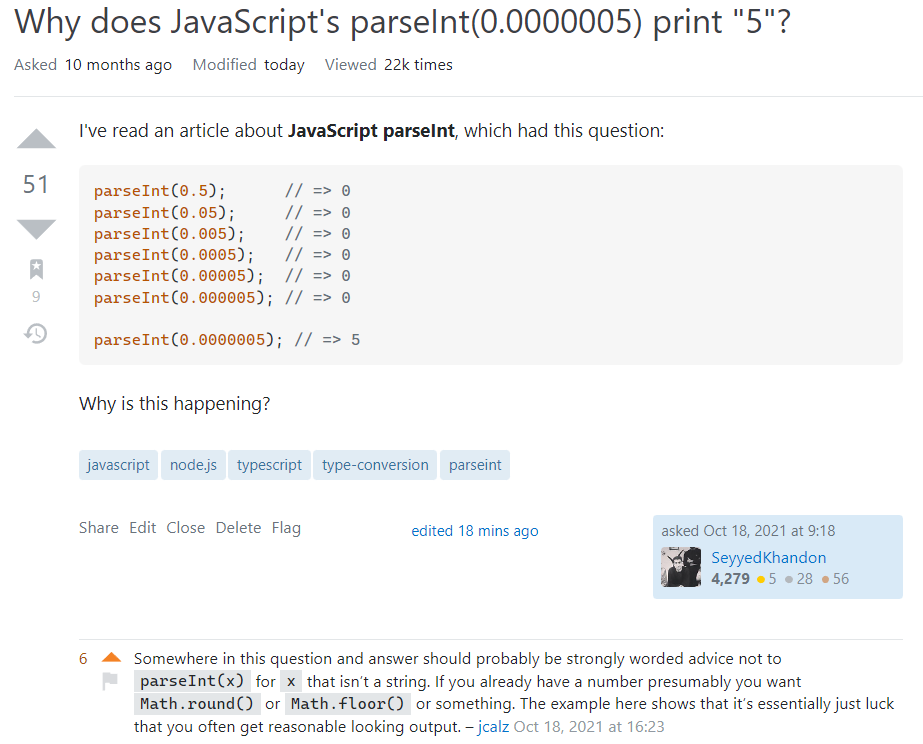 Why does JavaScript's parseInt(0.0000005) print "5"?
Asked 10 months ago Modified today Viewed 22k times
I've read an article about JavaScript parseInt, which had this question:
51
parseInt(0.5);      // => 0
parseInt(0.05);     // => 0
parseInt(0.005);    // => 0
parseInt(0.0005);   // => 0
parseInt(0.00005);  // => 0
parseInt(0.000005); // => 0
parseInt(0.0000005); // => 5
9
Why is this happening?
javascript node.js typescript type-conversion parseint
Share Edit Close Delete Flag
edited 18 mins ago
asked Oct 18, 2021 at 9:18
SeyyedKhandon
4,279 5 28 56
6 Somewhere in this question and answer should probably be strongly worded advice not to
parseInt(x) for x that isn't a string. If you already have a number presumably you want
Math.round() or Math.floor() or something. The example here shows that it's essentially just luck
that you often get reasonable looking output. – jcalz Oct 18, 2021 at 16:23